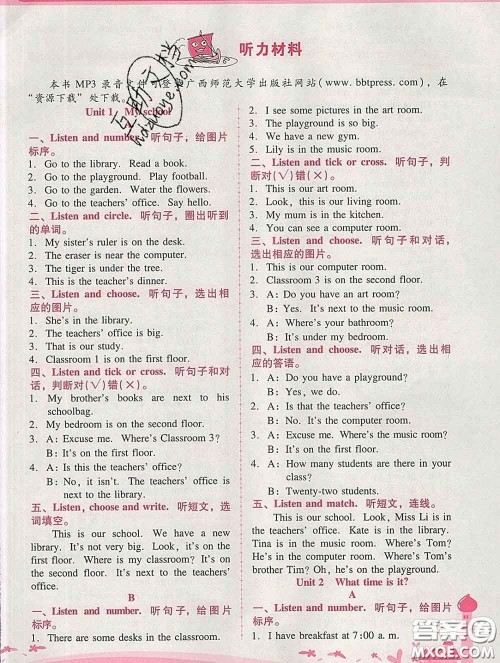 听力材料
本书 MP3 录音文件可登录广西师范大学出版社网站(www.bbtpress.com),在
“资源下载”处下载。
Unit 1 My school
一、Listen and number. 听句子,给图片
标序。
1. Go to the library. Read a book.
2. Go to the playground. Play football.
3. Go to the garden. Water the flowers.
4. Go to the teachers' office. Say hello.
二、Listen and circle. 听句子,圈出听到
的单词。
1. My sister's ruler is on the desk.
2. The eraser is near the computer.
3. The tiger is under the tree.
4. This is the teacher's dinner.
三、Listen and choose. 听句子,选出相
应的图片。
1. She's in the library.
2. The teachers' office is big.
3. That is our study.
4. Classroom 1 is on the first floor.
四、Listen and tick or cross. 听句子和对
话,判断对(√)错(×)。
1. My brother's books are next to his
schoolbag.
2. My bedroom is on the second floor.
3. A: Excuse me. Where's Classroom 3?
B: It's on the first floor.
4. A: Is this the teachers' office?
B: No, it isn't. The teachers' office is
next to the library.
五、Listen and write. 听短文,选
词填空。
This is our school. We have a new
library. It's not very big. Look, it's on the
first floor. Where is my classroom? It's
on the second floor. It's next to the
teachers' office.
B
一、Listen and number. 听句子,给图片
标序。
1. There are some desks in the classroom.
2. I see some pictures in the art room.
3. The playground is so big.
4. We have a new gym.
5. Lily is in the music room.
二、Listen and tick or cross. 听句子,判
断对(√)错(×)。
1. This is our art room.
2. Look, this is our living room.
3. My mum is in the kitchen.
4. You can see a computer room.
三、Listen and choose. 听句子和对话,
选出相应的图片。
1. This is our computer room.
2. Classroom 3 is on the second floor.
3. A: Do you have an art room?
B: Yes. It's next to the music room.
4. A: Where's your bathroom?
B: It's under my bedroom.
四、Listen and choose. 听对话,选出相应
的答语。
1. A: Do you have a playground?
B: Yes, we do.
2. A: Is that the teachers' office?
B: No. It's the computer room.
3. A: Excuse me. Where's the music room?
B: It's on the first floor.
4. A: How many students are there in your
class?
B: Twenty-two students.
五、Listen and match. 听短文,连线。
This is our school. Look, Miss Li is in
the teachers' office. Kate is in the library.
Tina is in the music room. Where's Tom?
He's in the computer room. Where's Tom's
brother Tim? Oh, he's on the playground.
Unit 2 What time is it?
A
一、Listen and number. 听句子,给图片
标序。
1. I have breakfast at 7:00 a.m.
答案圈
MXQE.COM